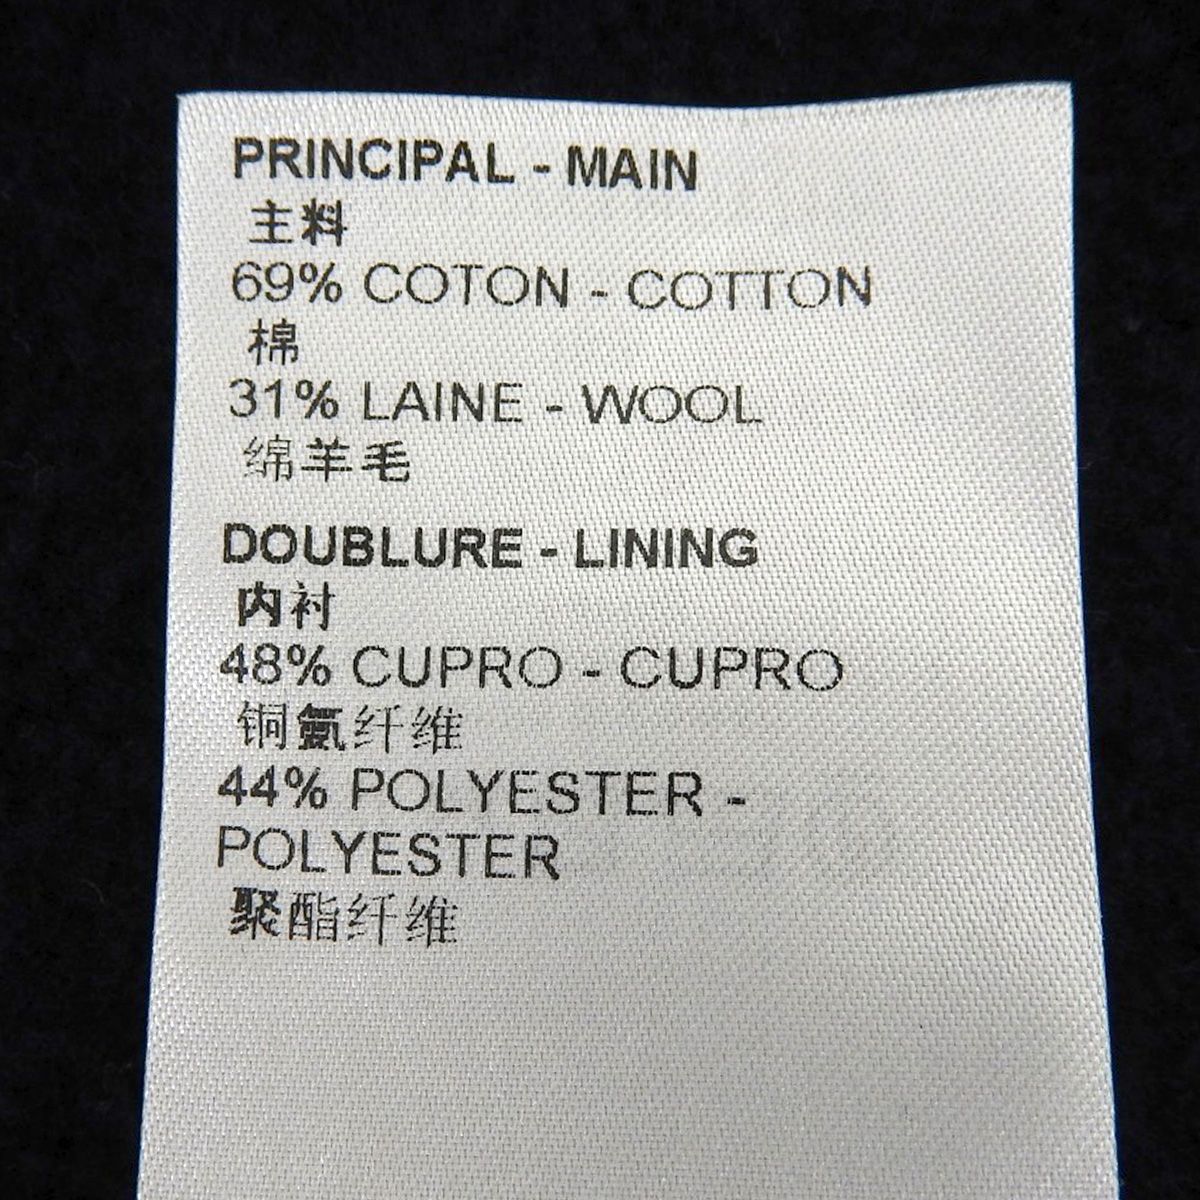 PRINCIPAL - MAIN
主料
69% COTON - COTTON
棉
31% LAINE - WOOL
绵羊毛
DOUBLURE - LINING
内衬
48% CUPRO - CUPRO
铜氨纤维
44% POLYESTER -
POLYESTER
聚酯纤维